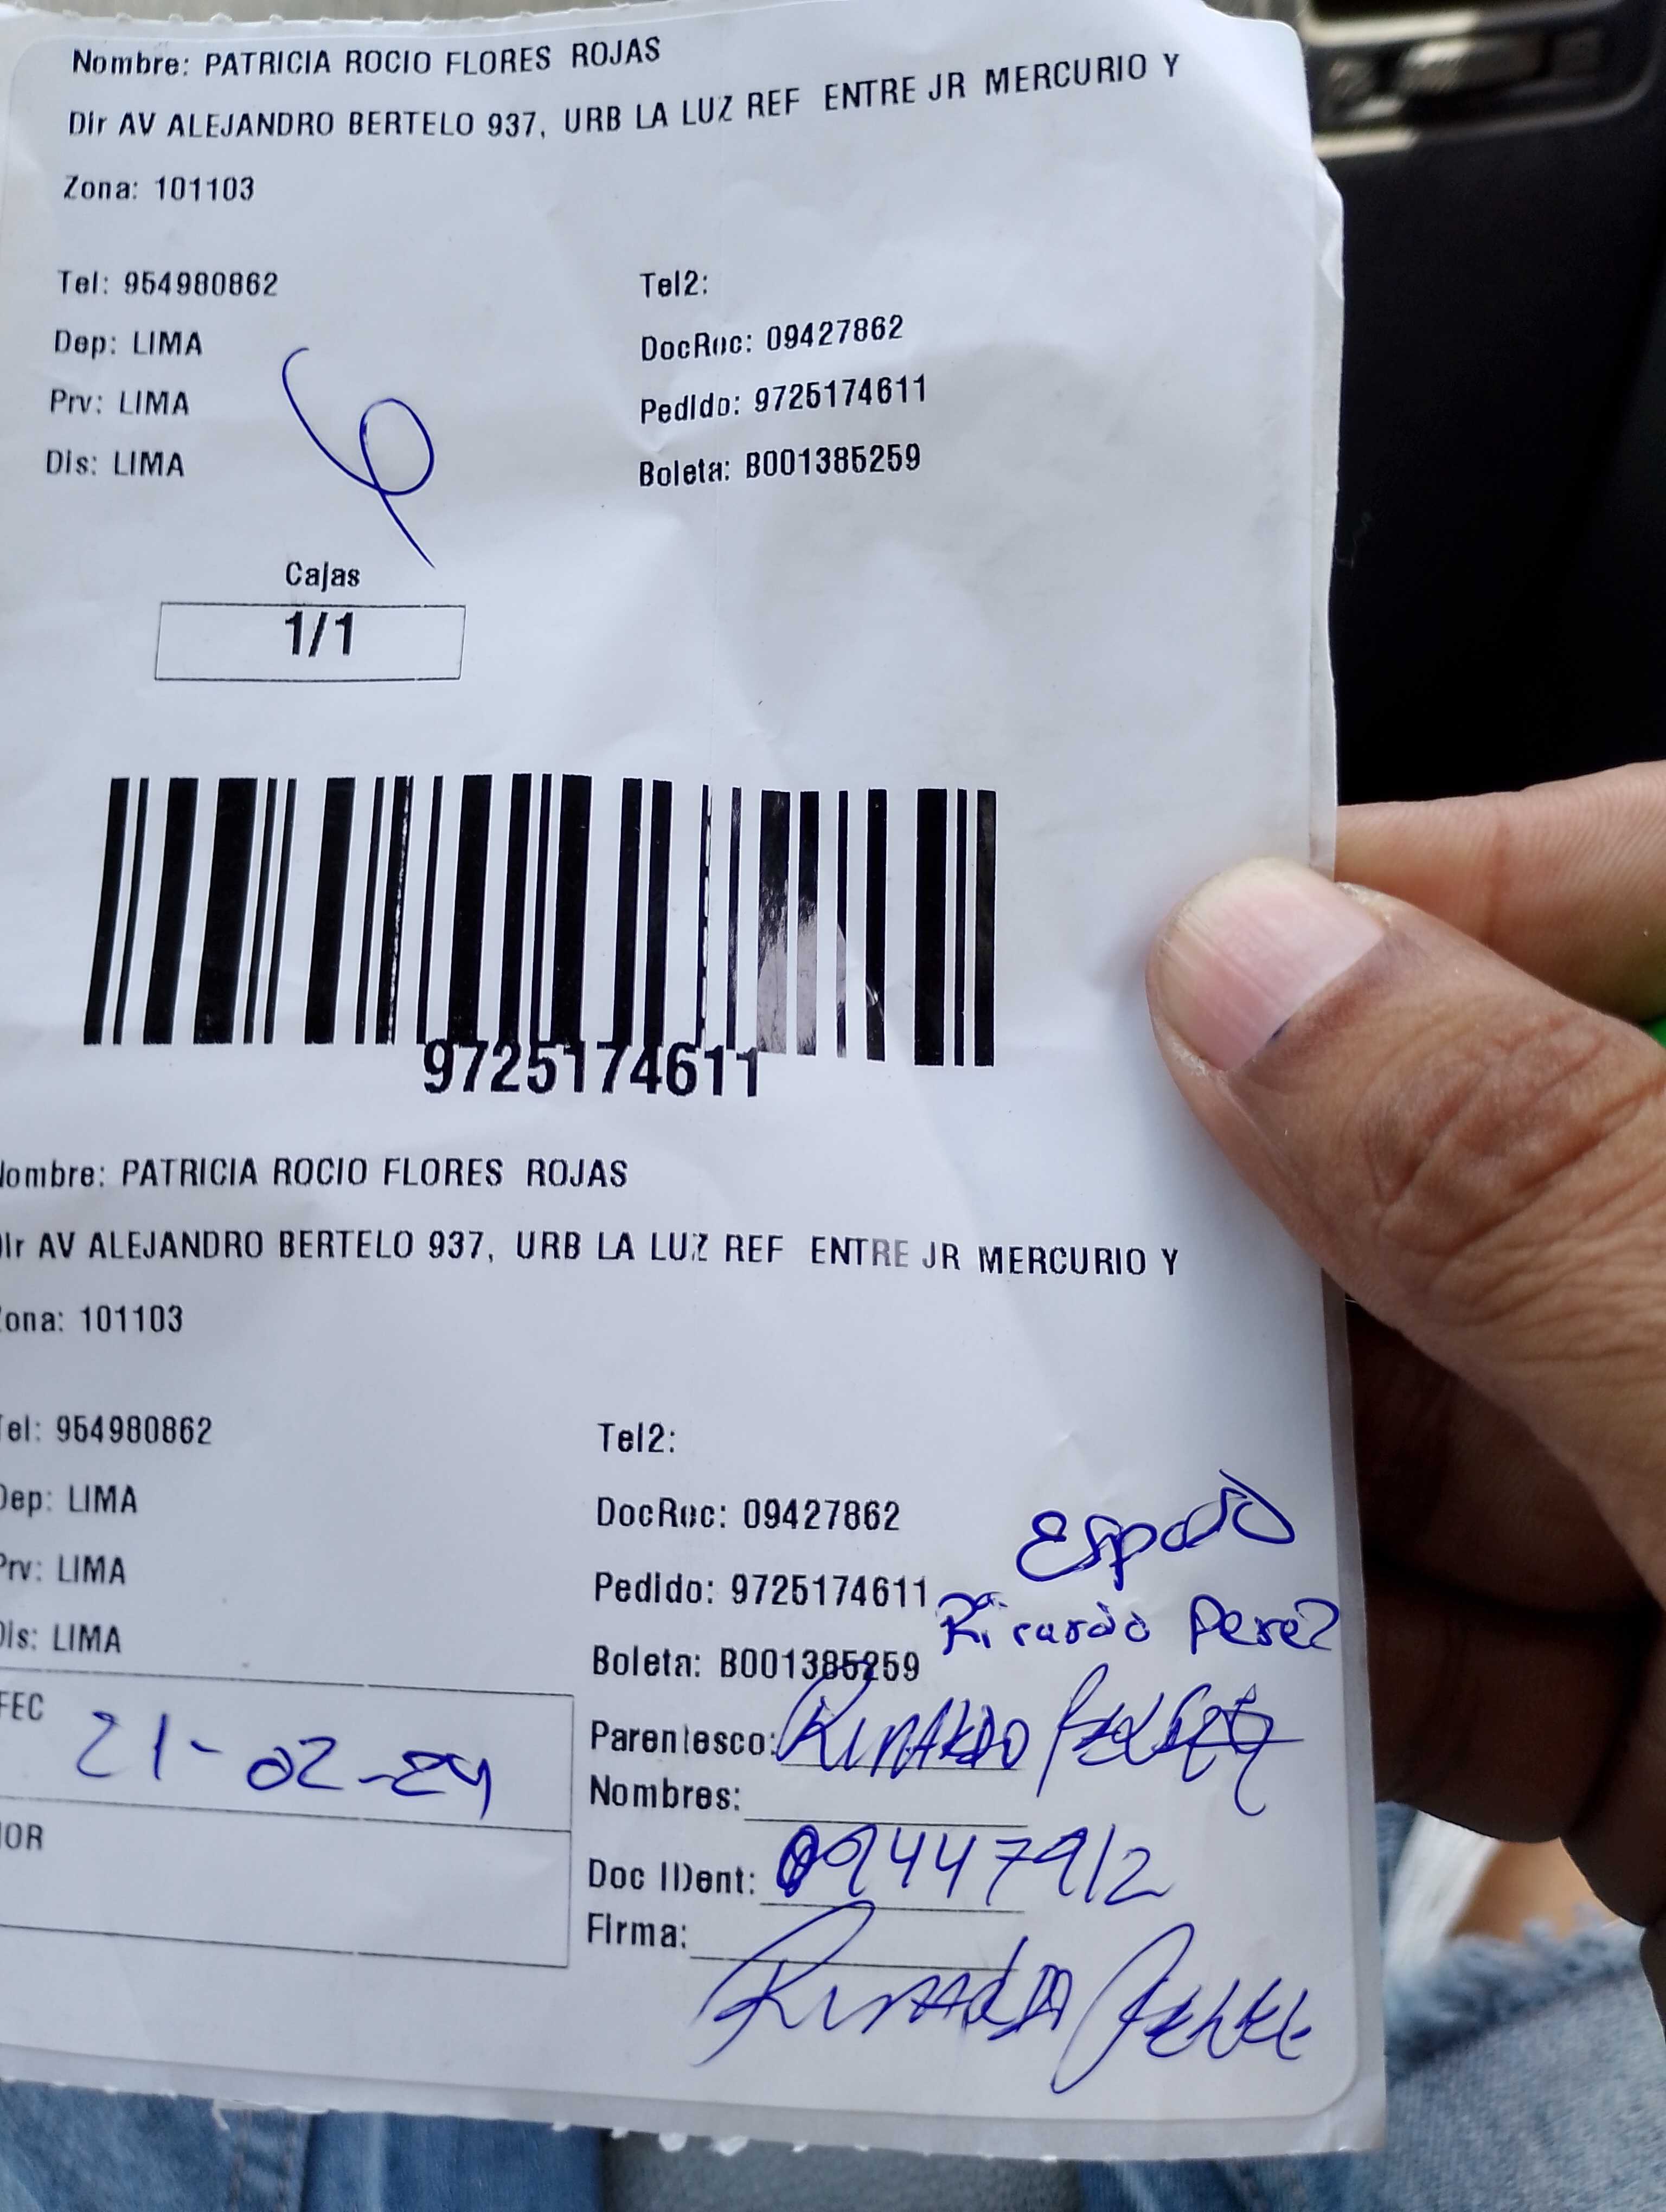 Nombre: PATRICIA ROCIO FLORES ROJAS
Dir AV ALEJANDRO BERTELO 937, URB LA LUZ REF ENTRE JR MERCURIO Y
Zona: 101103
Tel: 954980862 Tel2:
Dep: LIMA DocRoc: 09427862
Prv: LIMA Pedido: 9725174611
Dis: LIMA Boleta: B001385259
Cajas
1/1
9725174611
Nombre: PATRICIA ROCIO FLORES ROJAS
Dir AV ALEJANDRO BERTELO 937, URB LA LUZ REF ENTRE JR MERCURIO Y
Zona: 101103
Tel: 954980862 Tel2:
Dep: LIMA DocRoc: 09427862
Prv: LIMA Pedido: 9725174611
Ricardo Perez
Dis: LIMA Boleta: B001385259
FEC 21-02-24
Parentesco:
Nombres:
Doc IDent: 09447912
Firma: